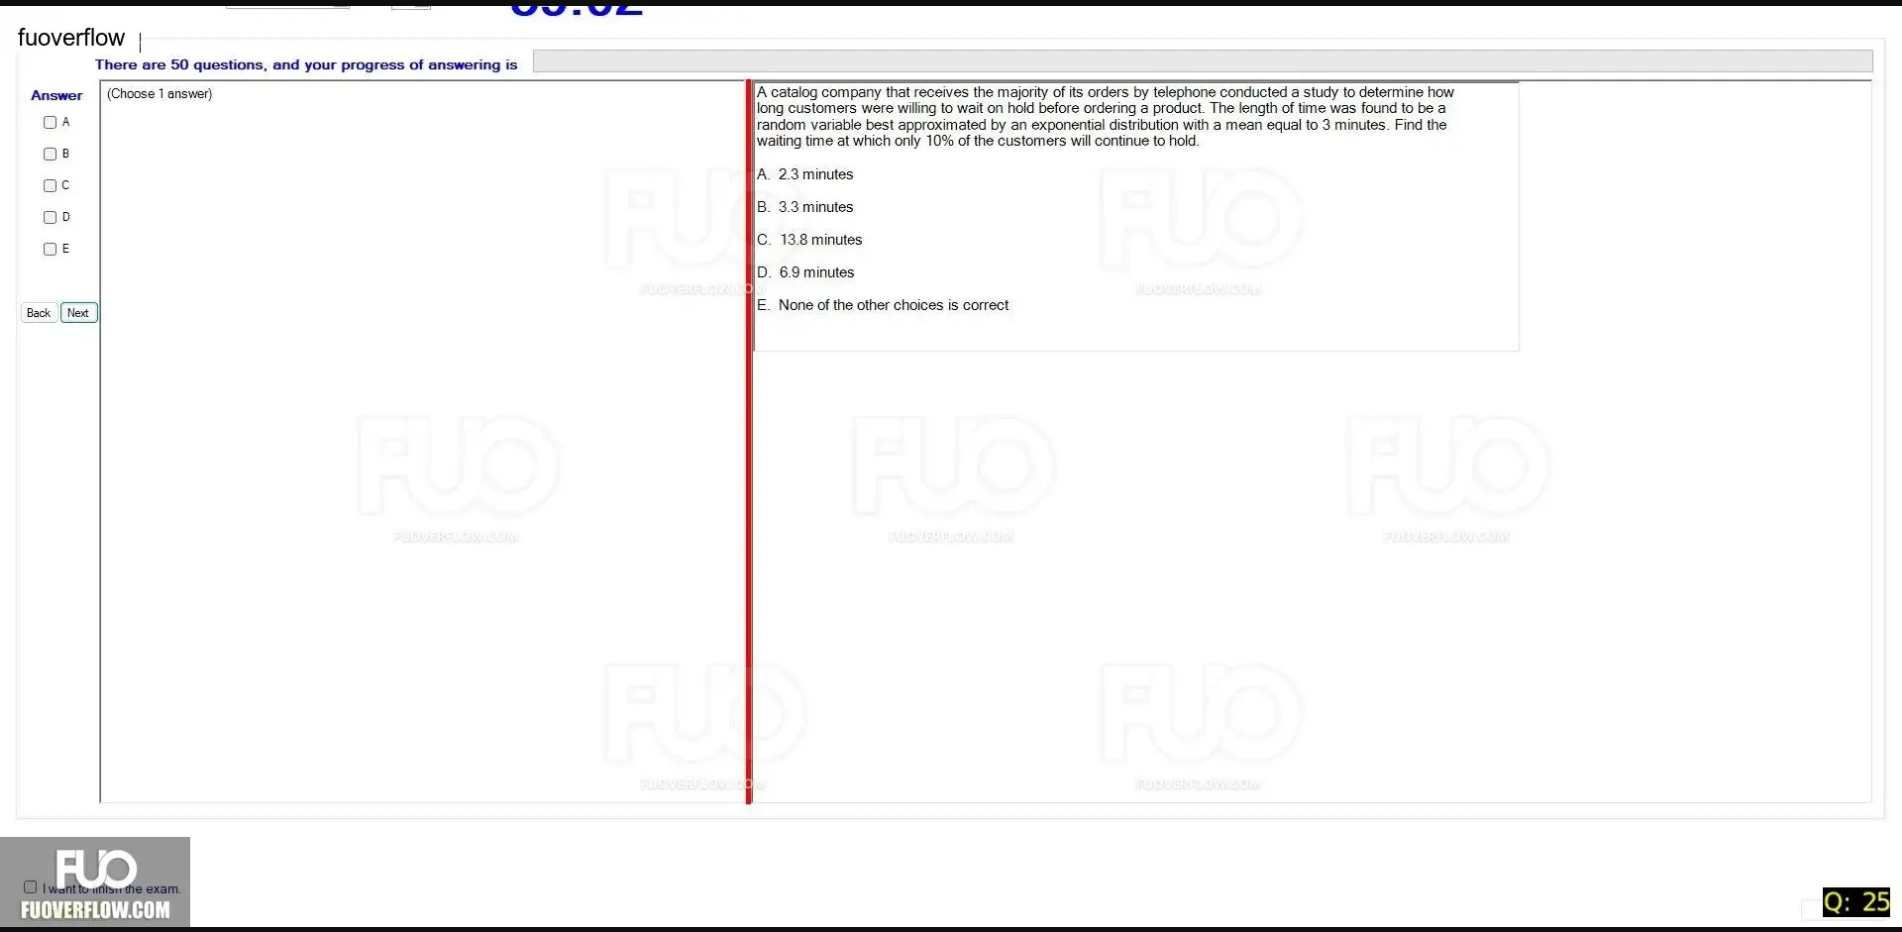 fuoverflow
There are 50 questions, and your progress of answering is
Answer
(Choose 1 answer)
A
B
C
D
E
Back Next
A catalog company that receives the majority of its orders by telephone conducted a study to determine how
long customers were willing to wait on hold before ordering a product. The length of time was found to be a
random variable best approximated by an exponential distribution with a mean equal to 3 minutes. Find the
waiting time at which only 10% of the customers will continue to hold.
A. 2.3 minutes
B. 3.3 minutes
C. 13.8 minutes
D. 6.9 minutes
E. None of the other choices is correct
FUO
FUOVERFLOW.COM
FUO
FUOVERFLOW.COM
FUO
FUOVERFLOW.COM
FUO
FUOVERFLOW.COM
FUO
FUOVERFLOW.COM
FUO
FUOVERFLOW.COM
FUO
FUOVERFLOW.COM
FUO
I want to finish the exam.
FUOVERFLOW.COM
Q: 25